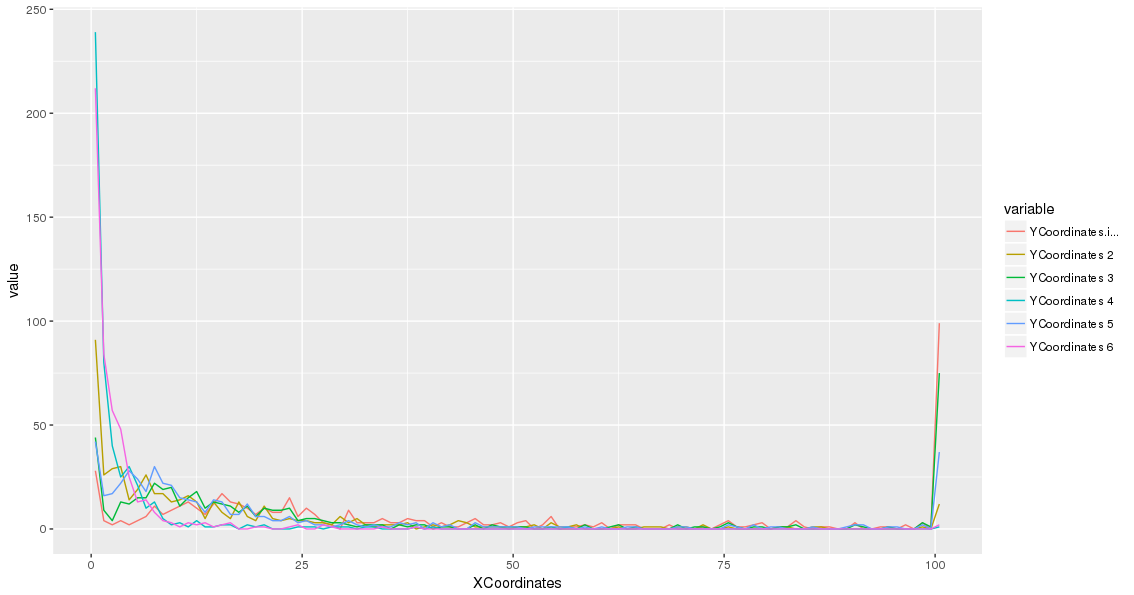 250
200
150
100
50
0
value
0 25 50 75 100
XCoordinates
variable
YCoordinates.i...
YCoordinates 2
YCoordinates 3
YCoordinates 4
YCoordinates 5
YCoordinates 6